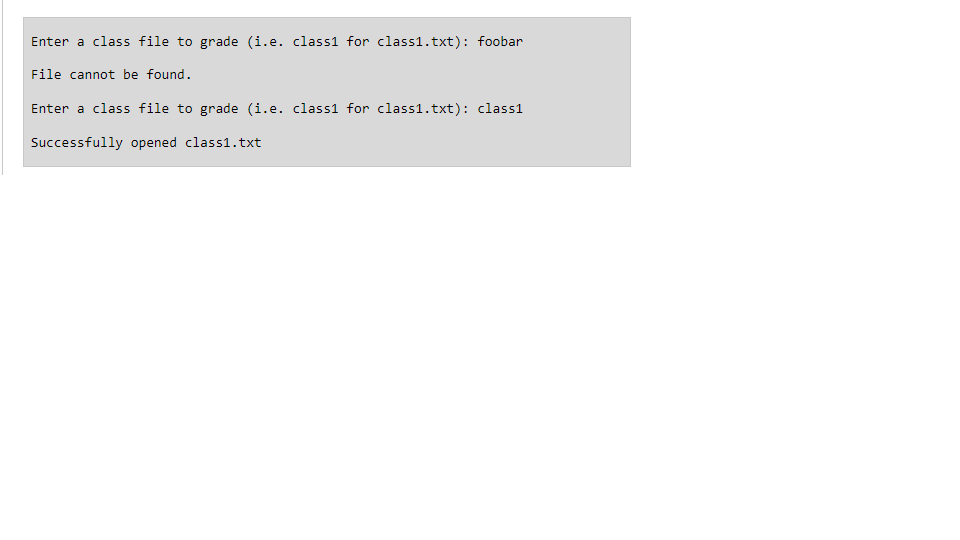 Enter a class file to grade (i.e. class1 for class1.txt): foobar
File cannot be found.
Enter a class file to grade (i.e. class1 for class1.txt): class1
Successfully opened class1.txt